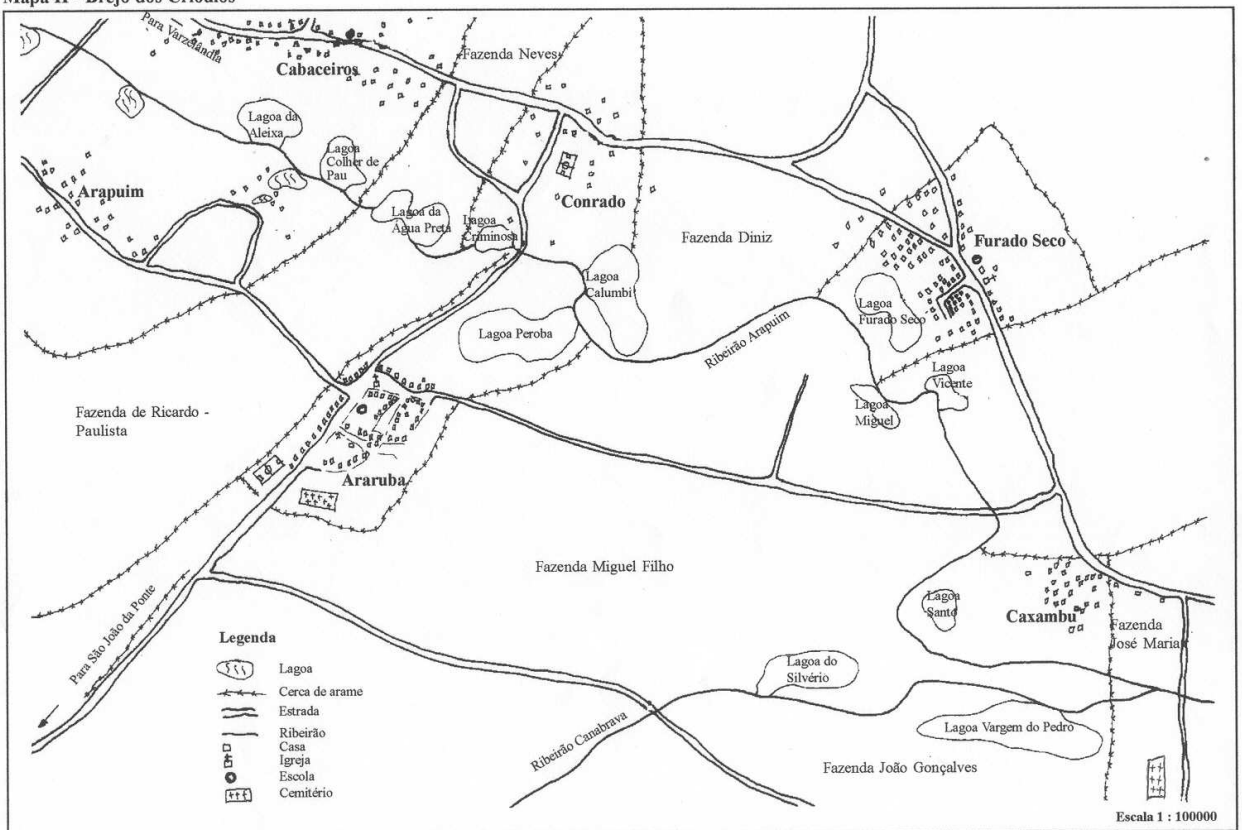 Mapa II - Brejo dos Crioulos
Para Varzelândia
Cabaceiros
Fazenda Neves
Lagoa da
Aleixa
Lagoa
Colher de
Pau
Arapuim
Lagoa da
Agua Preta
Lagoa
Criminosa
Conrado
Fazenda Diniz
Furado Seco
Lagoa
Calumbi
Lagoa
Furado Seco
Lagoa Peroba
Ribeirão Arapuim
Lagoa
Vicente
Lagoa
Miguel
Fazenda de Ricardo -
Paulista
Araruba
Fazenda Miguel Filho
Lagoa
Santo
Caxambu
Fazenda
José Maria
Para São João da Ponte
Legenda
Lagoa
Cerca de arame
Estrada
Ribeirão
Casa
Igreja
Escola
Cemitério
Lagoa do
Silvério
Lagoa Vargem do Pedro
Ribeirão Canabrava
Fazenda João Gonçalves
Escala 1 : 100000